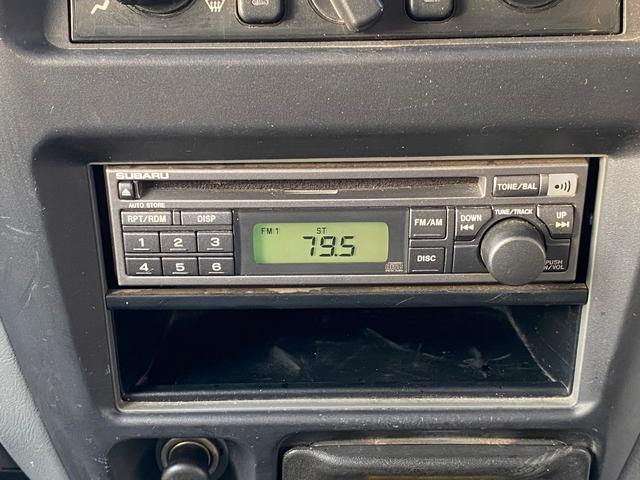 SUBARU
TONE/BAL
AUTO STORE
RPT/RDM DISP
FM/AM DOWN TUNE/TRACK UP
FM 1 ST
79.5
1 2 3
4 5 6
DISC
PUSH
ON/VOL